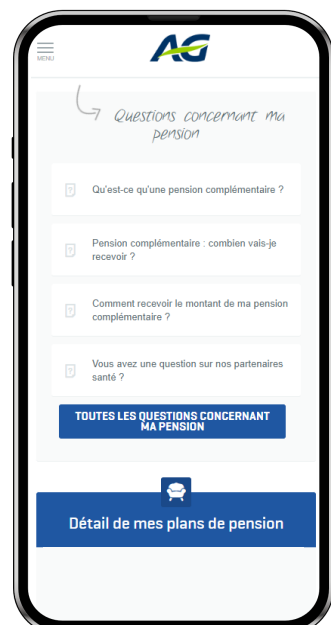 AG
MENU
Questions concernant ma
pension
Qu'est-ce qu'une pension complémentaire ?
Pension complémentaire : combien vais-je
recevoir ?
Comment recevoir le montant de ma pension
complémentaire ?
Vous avez une question sur nos partenaires
santé ?
TOUTES LES QUESTIONS CONCERNANT
MA PENSION
Détail de mes plans de pension